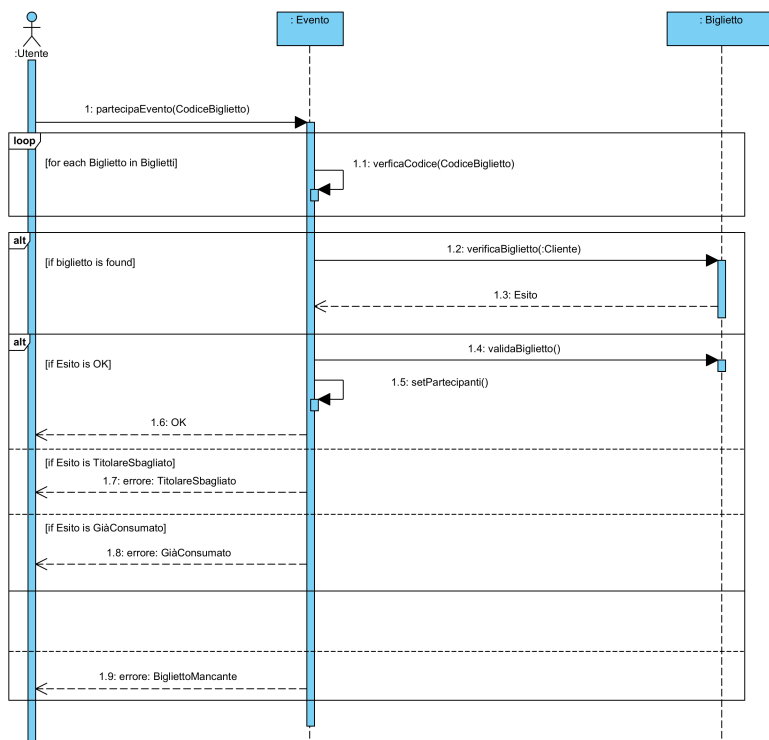 : Evento
: Biglietto
:Utente
1: partecipaEvento(CodiceBiglietto)
loop
[for each Biglietto in Biglietti]
1.1: verficaCodice(CodiceBiglietto)
alt
1.2: verificaBiglietto(:Cliente)
[if biglietto is found]
1.3: Esito
alt
1.4: validaBiglietto()
[if Esito is OK]
1.5: setPartecipanti()
1.6: OK
[if Esito is TitolareSbagliato]
1.7: errore: TitolareSbagliato
[if Esito is GiàConsumato]
1.8: errore: GiàConsumato
1.9: errore: BigliettoMancante